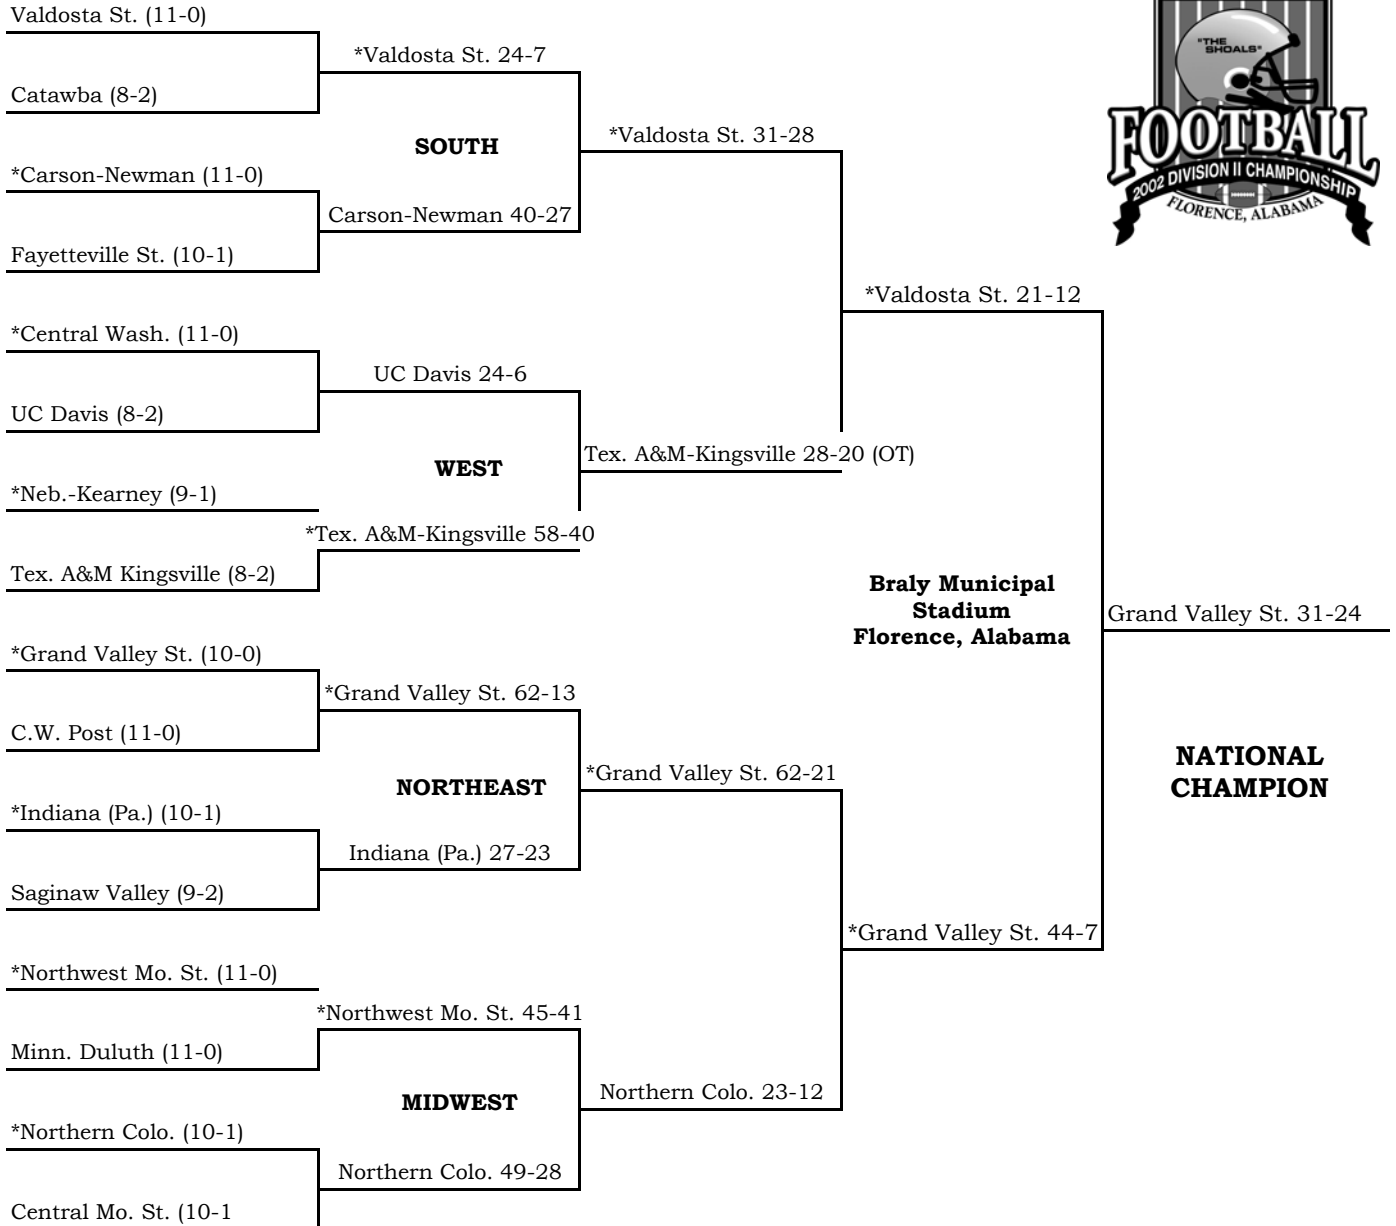 Valdosta St. (11-0)
*Valdosta St. 24-7
Catawba (8-2)
SOUTH
*Valdosta St. 31-28
*Carson-Newman (11-0)
Carson-Newman 40-27
Fayetteville St. (10-1)
*Valdosta St. 21-12
*Central Wash. (11-0)
UC Davis 24-6
UC Davis (8-2)
WEST
Tex. A&M-Kingsville 28-20 (OT)
*Neb.-Kearney (9-1)
*Tex. A&M-Kingsville 58-40
Tex. A&M Kingsville (8-2)
Braly Municipal
Stadium
Florence, Alabama
Grand Valley St. 31-24
NATIONAL
CHAMPION
*Grand Valley St. (10-0)
*Grand Valley St. 62-13
C.W. Post (11-0)
NORTHEAST
*Grand Valley St. 62-21
*Indiana (Pa.) (10-1)
Indiana (Pa.) 27-23
Saginaw Valley (9-2)
*Grand Valley St. 44-7
*Northwest Mo. St. (11-0)
*Northwest Mo. St. 45-41
Minn. Duluth (11-0)
MIDWEST
Northern Colo. 23-12
*Northern Colo. (10-1)
Northern Colo. 49-28
Central Mo. St. (10-1
"THE
SHOALS"
FOOTBALL
2002 DIVISION II CHAMPIONSHIP
FLORENCE, ALABAMA